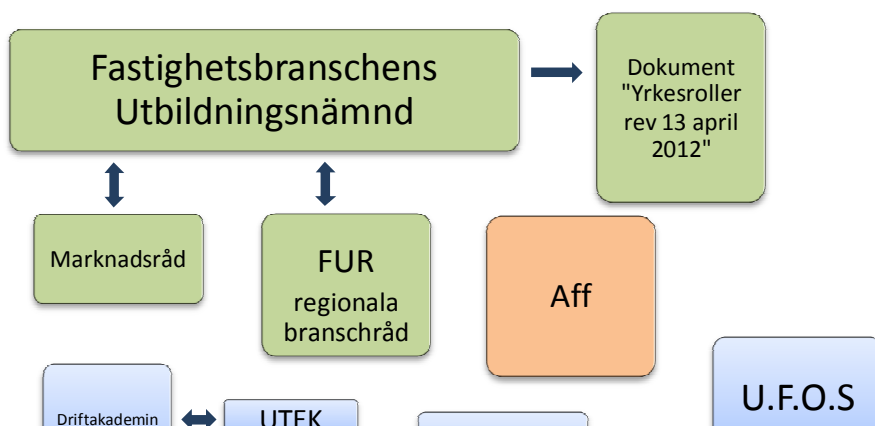 Fastighetsbranschens
Utbildningsnämnd
Dokument
"Yrkesroller
rev 13 april
2012"
Marknadsråd
FUR
regionala
branschråd
Aff
U.F.O.S
Driftakademin
UTEK